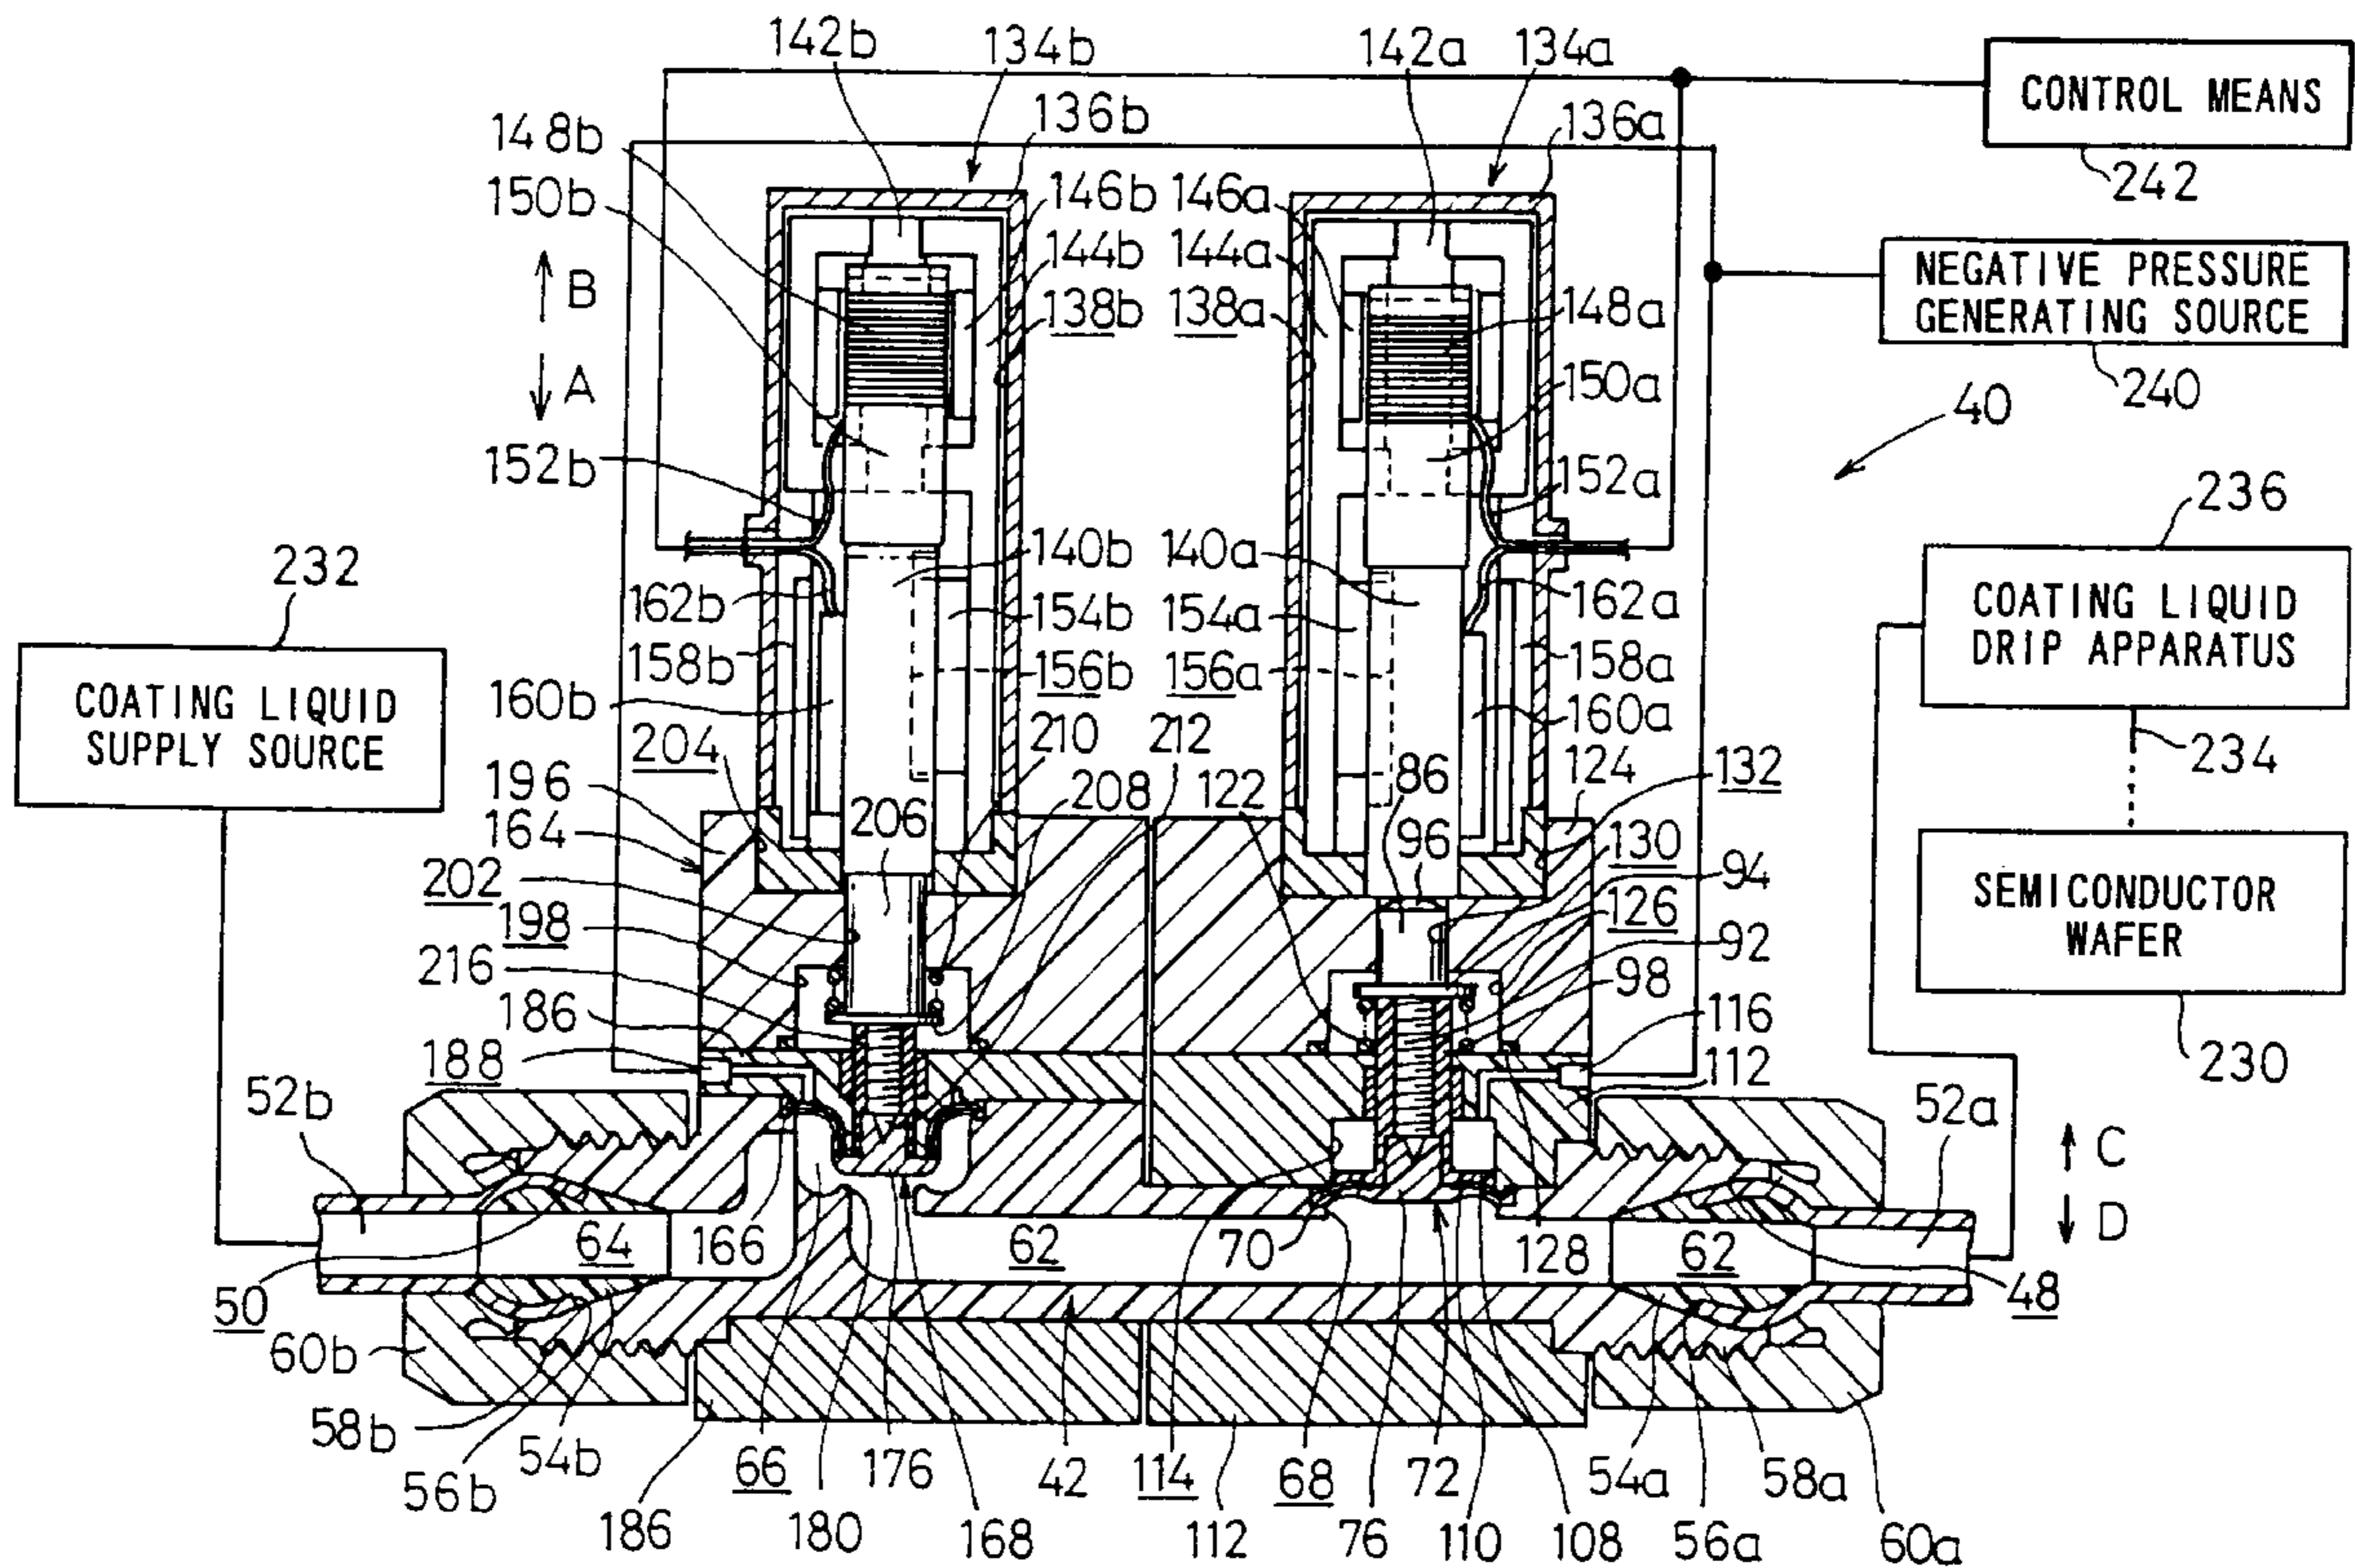 142b 134b 142a 134a
CONTROL MEANS
148b 136b 136a
242
150b 146b 146a
B 144b 144a
NEGATIVE PRESSURE
GENERATING SOURCE
138b 138a 148a
A 150a 240
40
152b 152a
236
232 140b 140a
162b 162a
COATING LIQUID
DRIP APPARATUS
154b 154a
158b 156b 156a 158a
COATING LIQUID
SUPPLY SOURCE
160b 160a
204 210 212 124 132 234
196 86
208 122
164 206 96 130
202 94
SEMICONDUCTOR
WAFER
198 126
216 92
98
186 116
188 230
112
52b 52a
C
166 64 62 70 128 62 D
50 48
60b
58b
54b 66 176 42 114 68 72 54a 58a
56b
186 180 168 112 76 110 108 56a 60a